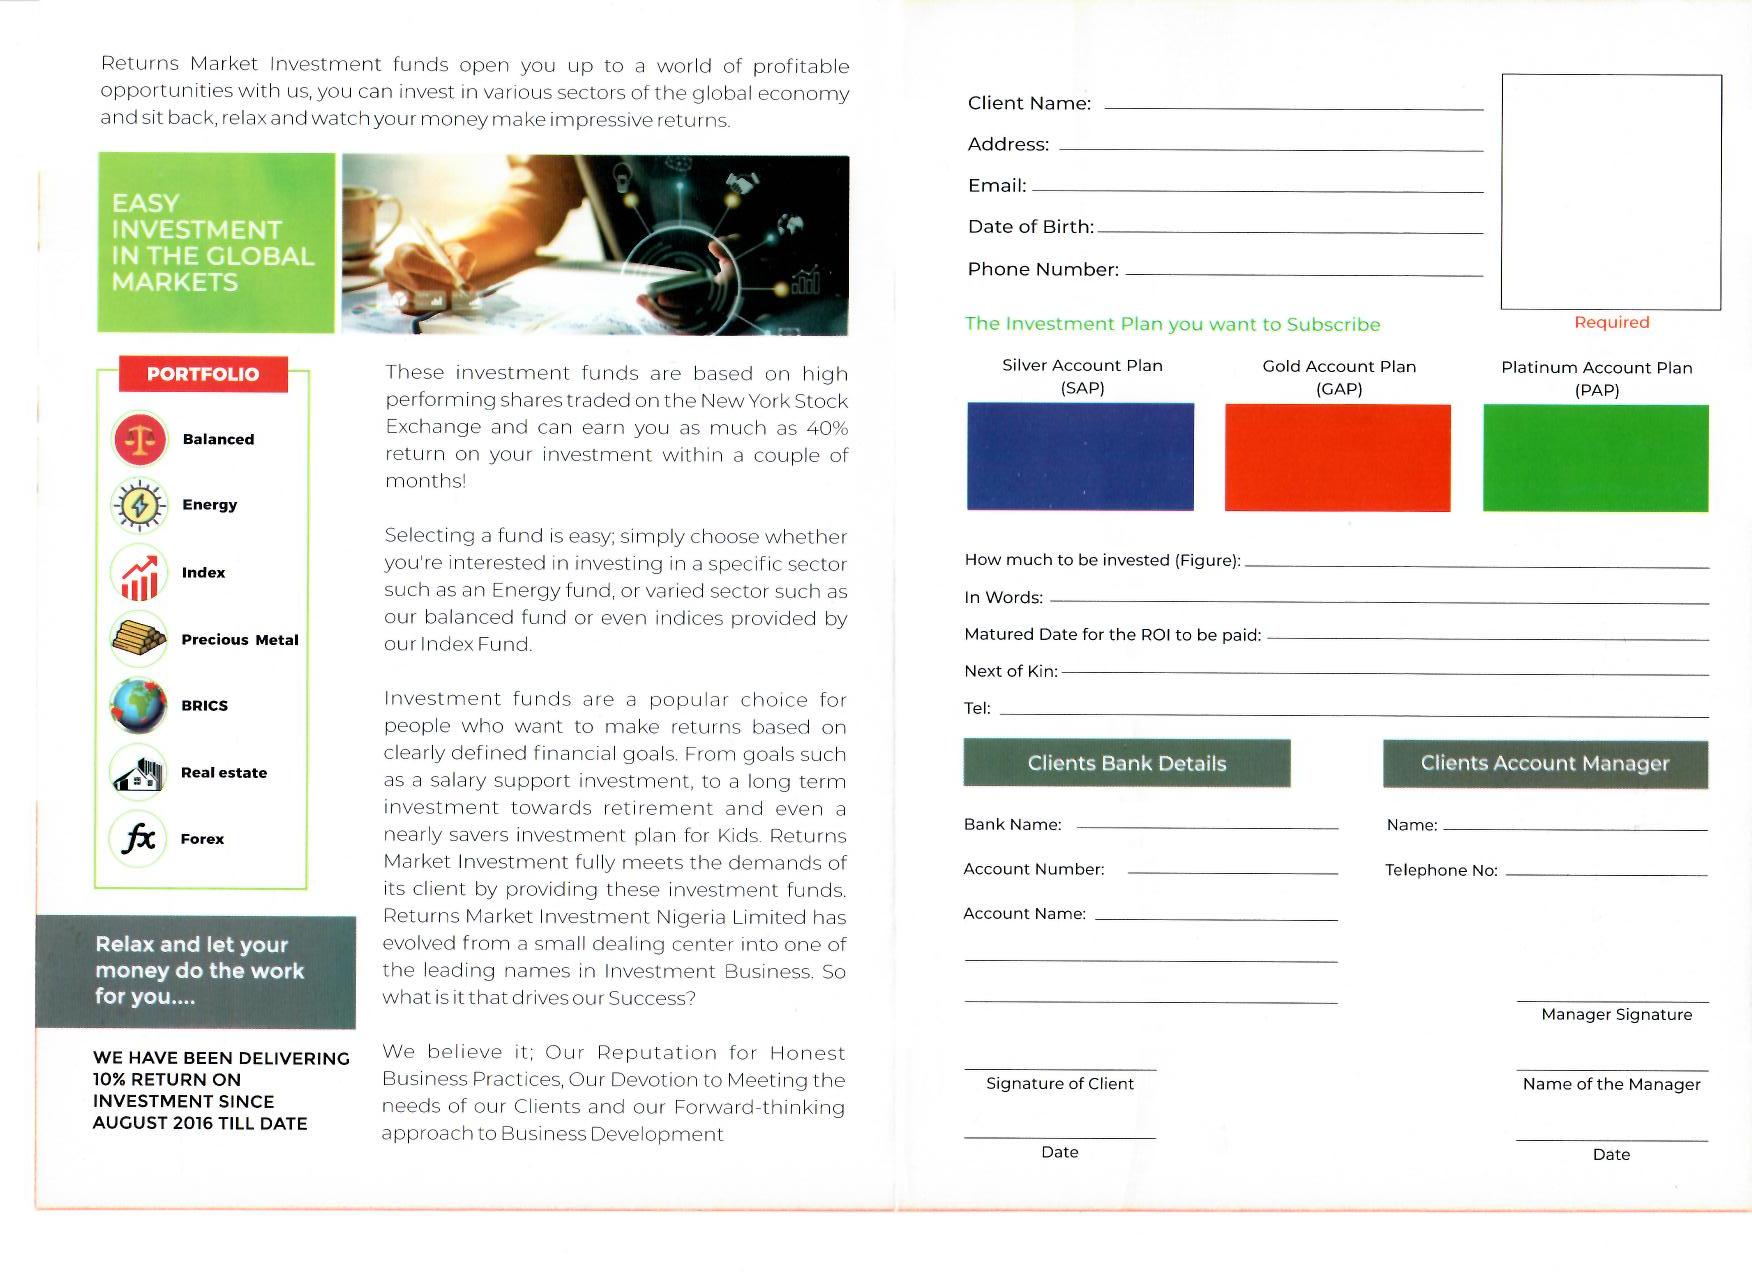 Returns Market Investment funds open you up to a world of profitable
opportunities with us, you can invest in various sectors of the global economy
and sit back, relax and watch your money make impressive returns.
EASY
INVESTMENT
IN THE GLOBAL
MARKETS
PORTFOLIO
Balanced
Energy
Index
Precious Metal
BRICS
Real estate
fx
Forex
Relax and let your
money do the work
for you....
WE HAVE BEEN DELIVERING
10% RETURN ON
INVESTMENT SINCE
AUGUST 2016 TILL DATE
These investment funds are based on high
performing shares traded on the New York Stock
Exchange and can earn you as much as 40%
return on your investment within a couple of
months!
Selecting a fund is easy; simply choose whether
you're interested in investing in a specific sector
such as an Energy fund, or varied sector such as
our balanced fund or even indices provided by
our Index Fund.
Investment funds are a popular choice for
people who want to make returns based on
clearly defined financial goals. From goals such
as a salary support investment, to a long term
investment towards retirement and even a
nearly savers investment plan for Kids. Returns
Market Investment fully meets the demands of
its client by providing these investment funds.
Returns Market Investment Nigeria Limited has
evolved from a small dealing center into one of
the leading names in Investment Business. So
what is it that drives our Success?
We believe it; Our Reputation for Honest
Business Practices, Our Devotion to Meeting the
needs of our Clients and our Forward-thinking
approach to Business Development
Client Name:
Address:
Email:
Date of Birth:
Phone Number:
Required
The Investment Plan you want to Subscribe
Silver Account Plan
(SAP)
Gold Account Plan
(GAP)
Platinum Account Plan
(PAP)
How much to be invested (Figure):
In Words:
Matured Date for the ROI to be paid:
Next of Kin:
Tel:
Clients Bank Details
Bank Name:
Account Number:
Account Name:
Signature of Client
Date
Clients Account Manager
Name:
Telephone No:
Manager Signature
Name of the Manager
Date